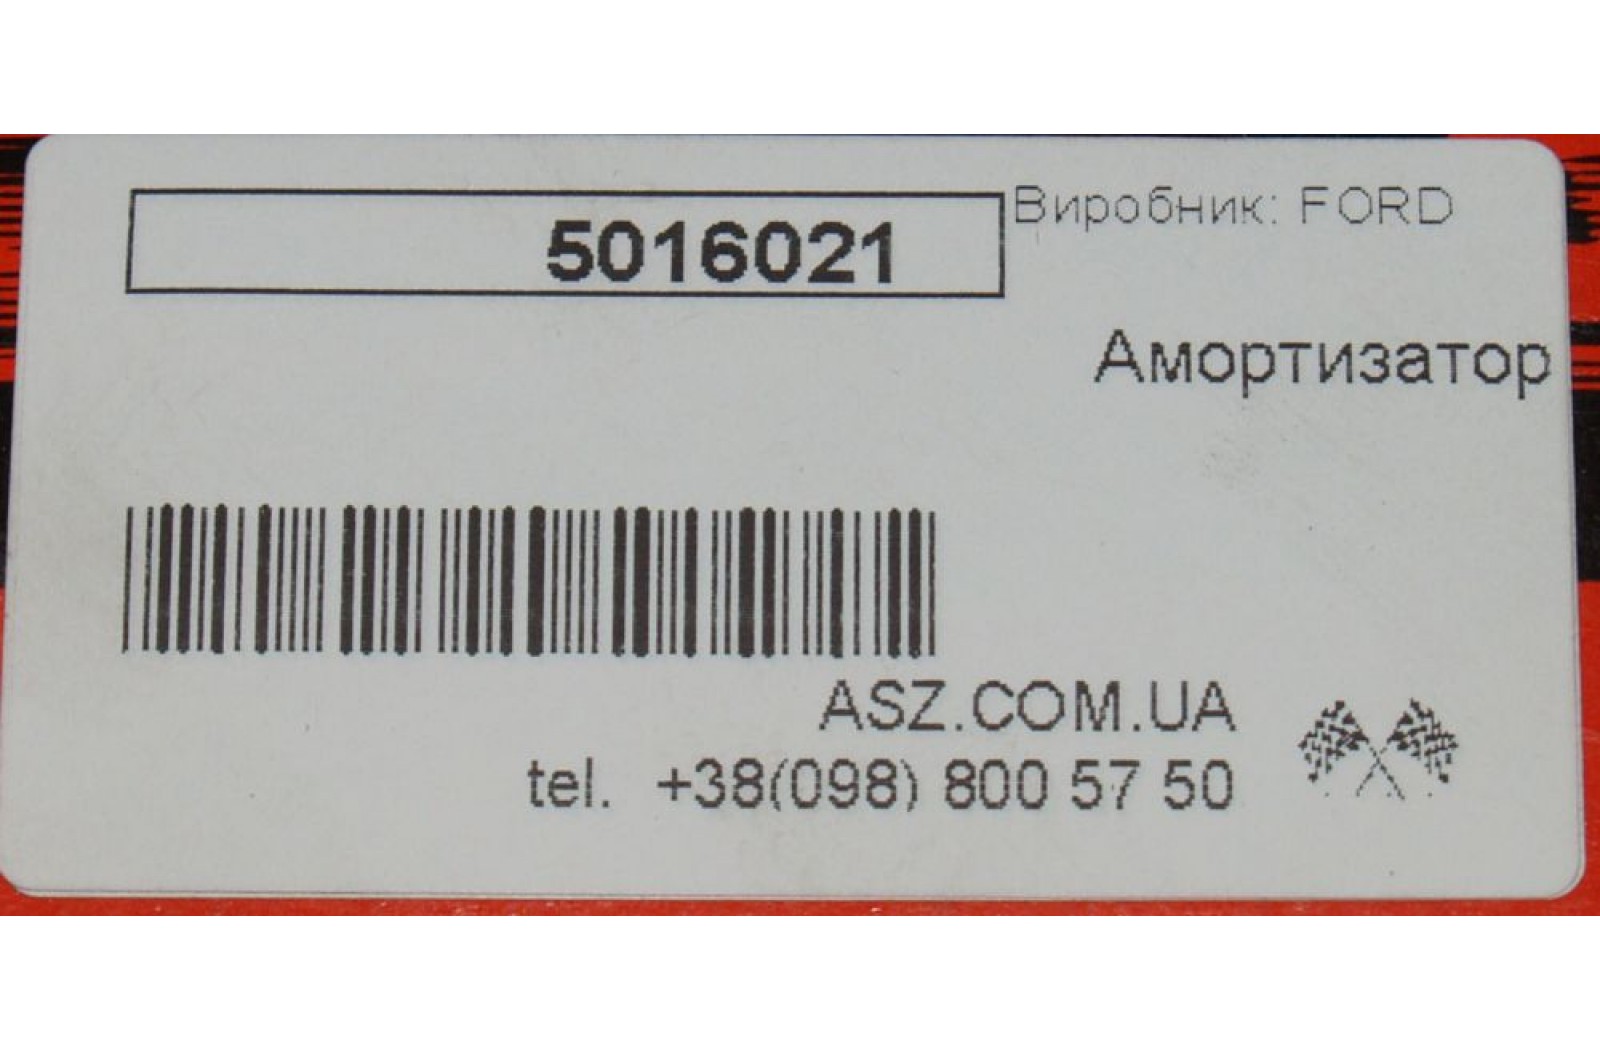 5016021
Виробник: FORD
Амортизатор
ASZ.COM.UA
tel. +38(098) 800 57 50